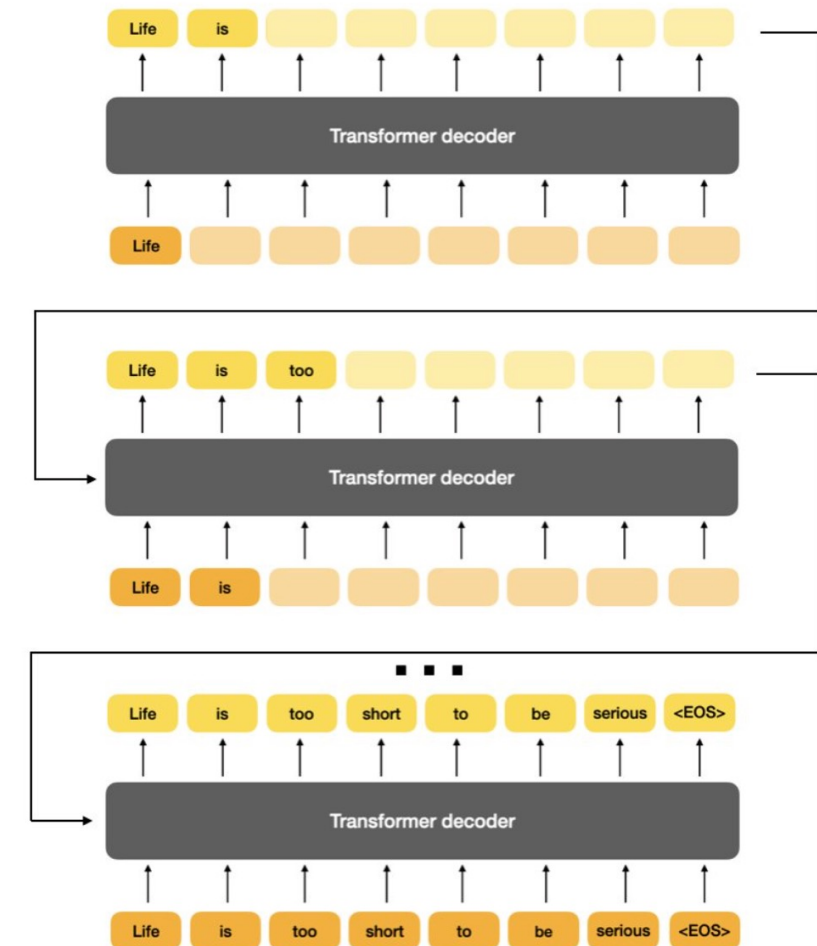 Life is
Transformer decoder
Life
Life is too
Transformer decoder
Life is
...
Life is too short to be serious <EOS>
Transformer decoder
Life is too short to be serious <EOS>